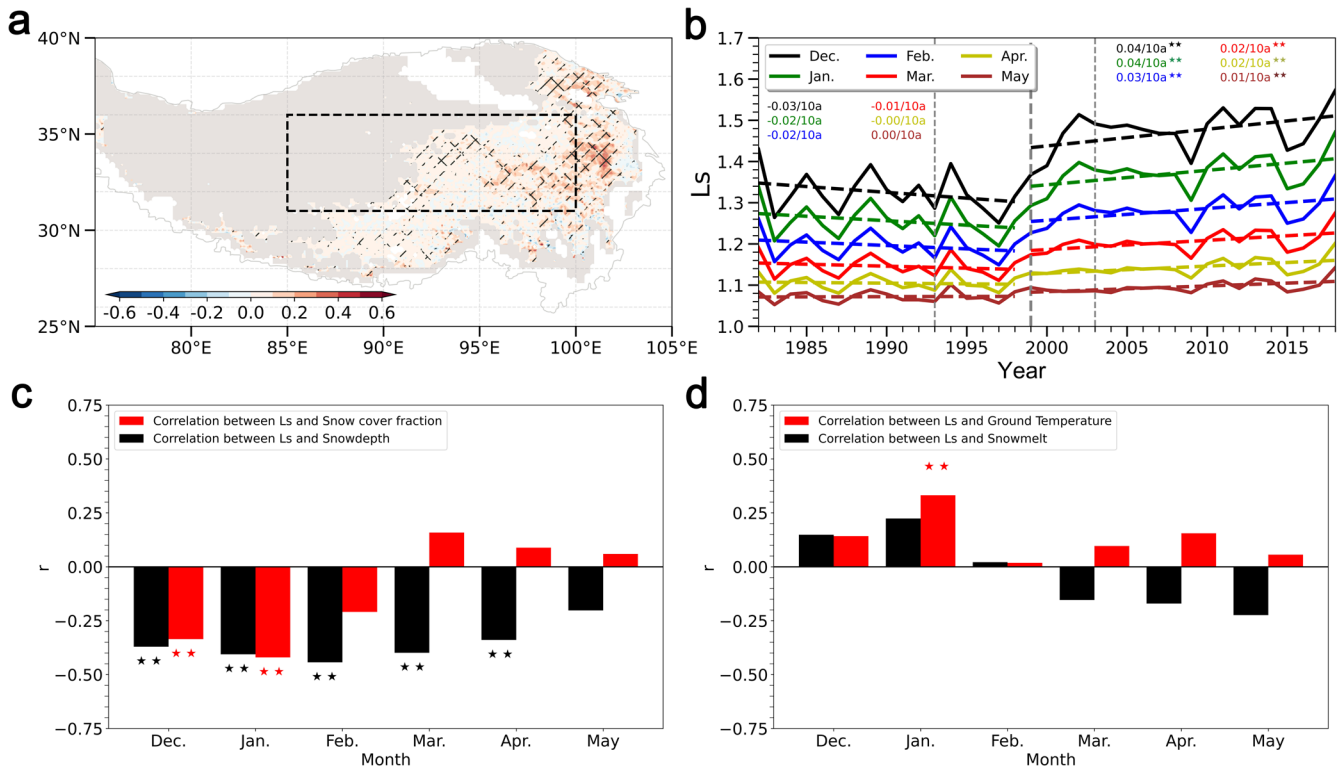 a
40°N
35°N
30°N
25°N
-0.6 -0.4 -0.2 0.0 0.2 0.4 0.6
80°E 85°E 90°E 95°E 100°E 105°E
b
1.7
1.6
1.5
1.4
1.3
1.2
1.1
1.0
Ls
Dec. Feb. Apr.
Jan. Mar. May
0.04/10a★★ 0.02/10a★★
0.04/10a★★ 0.02/10a★★
0.03/10a★★ 0.01/10a★★
-0.03/10a -0.01/10a
-0.02/10a -0.00/10a
-0.02/10a 0.00/10a
1985 1990 1995 2000 2005 2010 2015
Year
c
0.75
0.50
0.25
0.00
−0.25
−0.50
−0.75
r
Correlation between Ls and Snow cover fraction
Correlation between Ls and Snowdepth
★ ★ ★ ★ ★ ★ ★ ★ ★ ★ ★ ★ ★ ★
Dec. Jan. Feb. Mar. Apr. May
Month
d
0.75
0.50
0.25
0.00
−0.25
−0.50
−0.75
r
Correlation between Ls and Ground Temperature
Correlation between Ls and Snowmelt
★ ★
Dec. Jan. Feb. Mar. Apr. May
Month